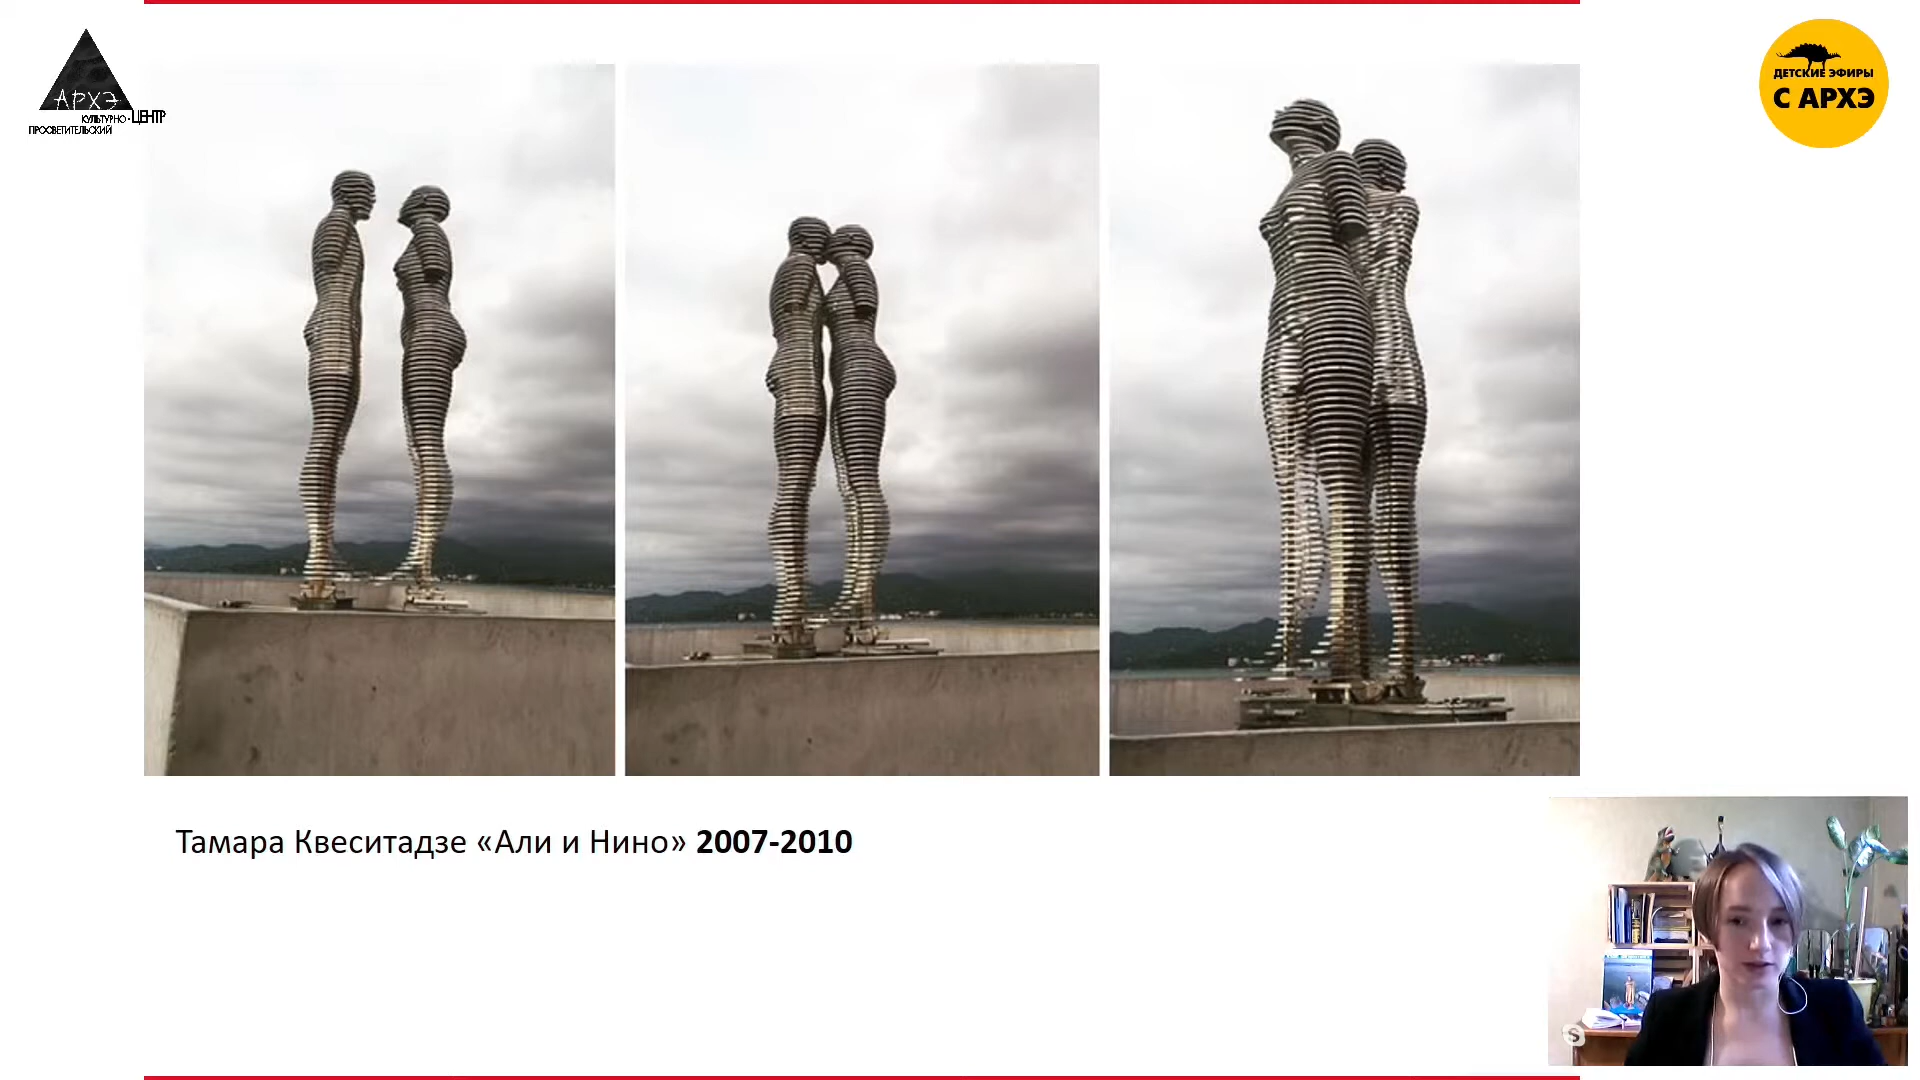 АРХЭ
КУЛЬТУРНО-ЦЕНТР
ПРОСВЕТИТЕЛЬСКИЙ
ДЕТСКИЕ ЭФИРЫ
С АРХЭ
Тамара Квеситадзе «Али и Нино» 2007-2010
S